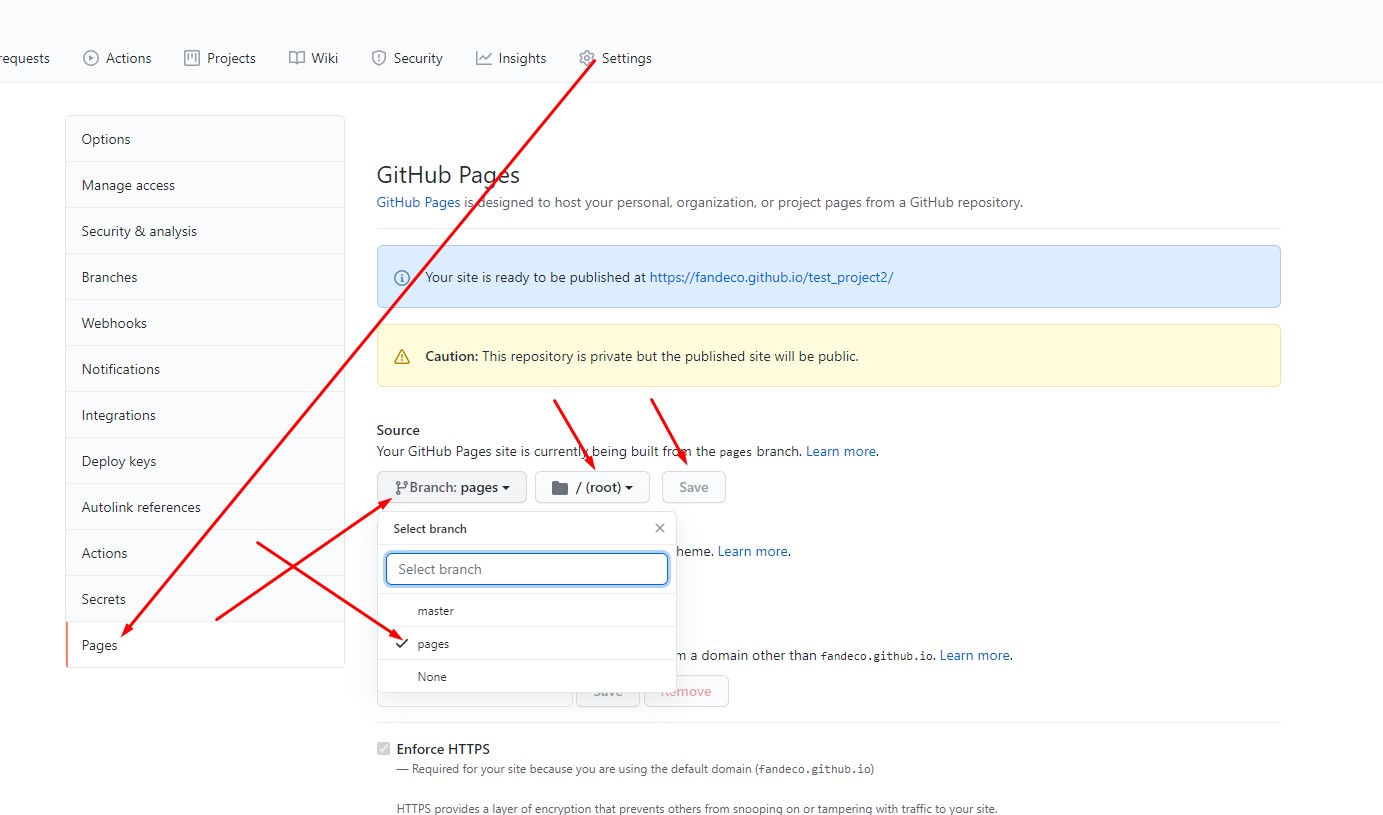 requests Actions Projects Wiki Security Insights Settings
Options
Manage access
Security & analysis
Branches
Webhooks
Notifications
Integrations
Deploy keys
Autolink references
Actions
Secrets
Pages
GitHub Pages
GitHub Pages is designed to host your personal, organization, or project pages from a GitHub repository.
Your site is ready to be published at https://fandeco.github.io/test_project2/
Caution: This repository is private but the published site will be public.
Source
Your GitHub Pages site is currently being built from the pages branch. Learn more.
Branch: pages / (root) Save
Select branch
Select branch
heme. Learn more.
master
pages
m a domain other than fandeco.github.io. Learn more.
None
Save Remove
Enforce HTTPS
— Required for your site because you are using the default domain (fandeco.github.io)
HTTPS provides a layer of encryption that prevents others from snooping on or tampering with traffic to your site.